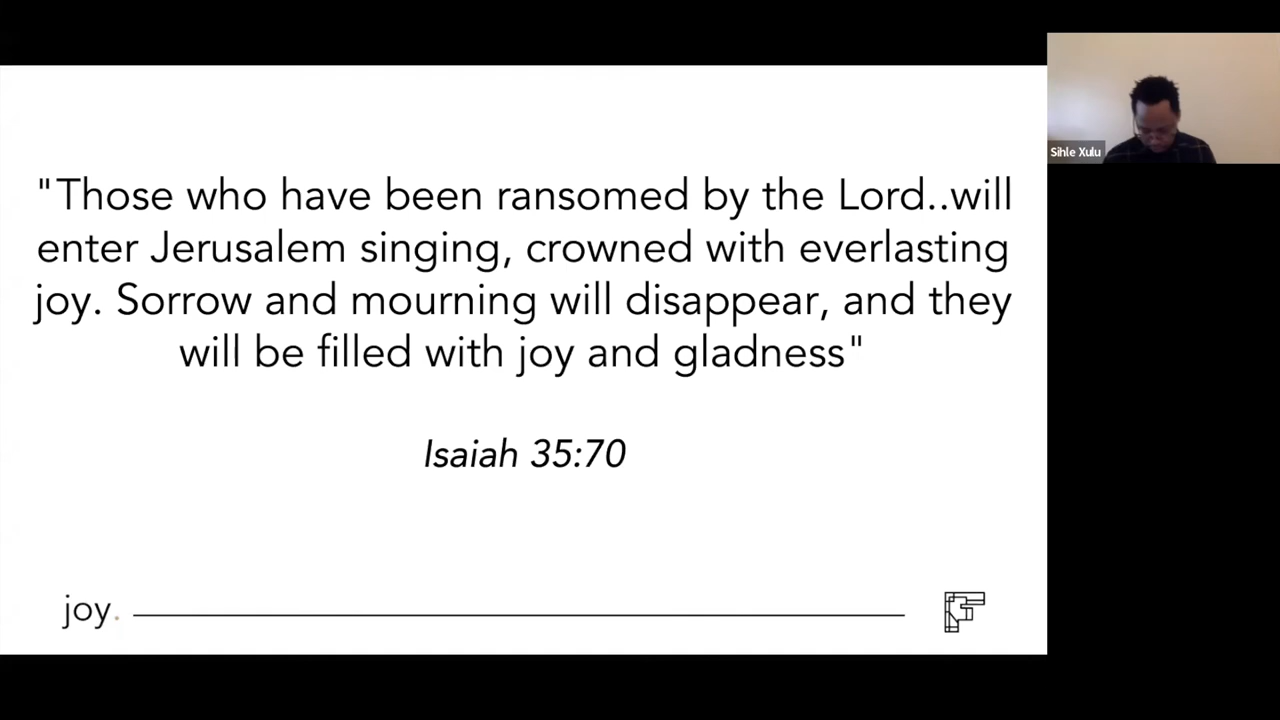 "Those who have been ransomed by the Lord..will
enter Jerusalem singing, crowned with everlasting
joy. Sorrow and mourning will disappear, and they
will be filled with joy and gladness"
Isaiah 35:70
joy.
Sihle Xulu